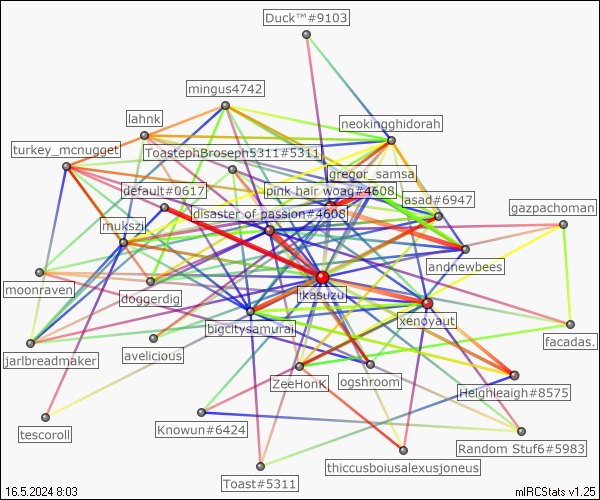 Duck™#9103
mingus4742
lahnk
neokingghidorah
turkey_mcnugget
ToastephBroseph5311#5311
gregor_samsa
default#0617
pink hair woag#4608
asad#6947
gazpachoman
disaster of passion#4608
mukszi
andnewbees
moonraven
doggerdig
ikasuzu
xenoyaut
bigcitysamurai
facadas.
jarlbreadmaker
avelicious
ZeeHonK
ogshroom
Heighleaigh#8575
tescoroll
Knowun#6424
Random Stuf6#5983
thiccusboiusalexusjoneus
Toast#5311
16.5.2024 8:03
mIRCStats v1.25